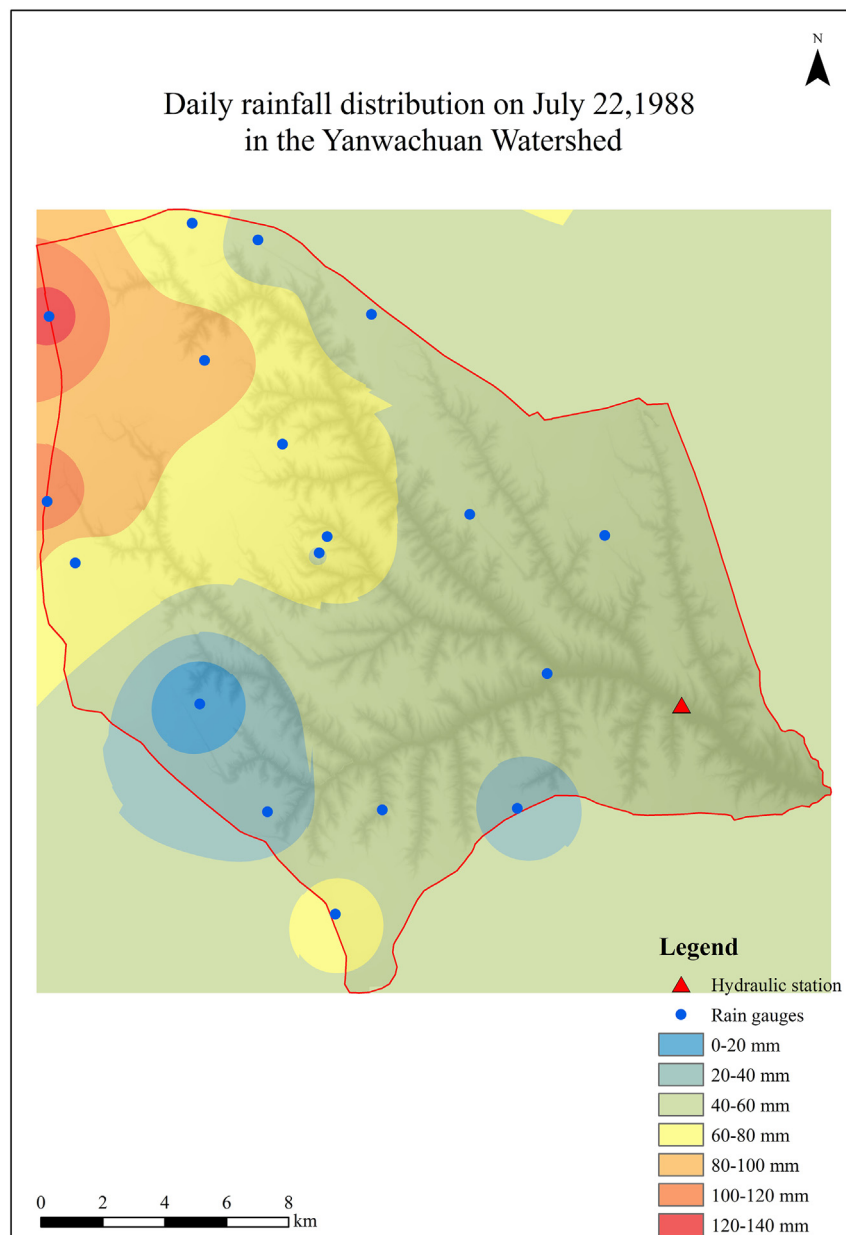 N
Daily rainfall distribution on July 22,1988
in the Yanwachuan Watershed
Legend
Hydraulic station
Rain gauges
0-20 mm
20-40 mm
40-60 mm
60-80 mm
80-100 mm
100-120 mm
120-140 mm
0 2 4 6 8
km